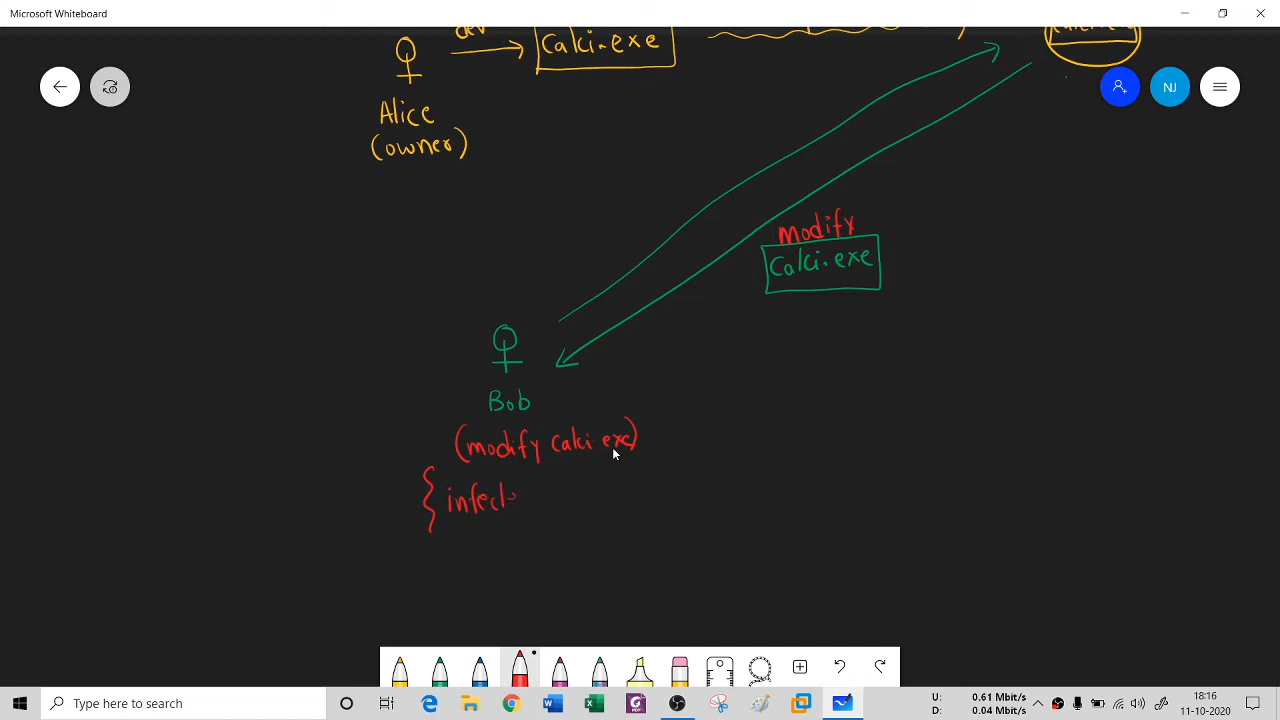 Microsoft Whiteboard
Calci.exe
Alice
(owner)
NJ
modify
Calci.exe
Bob
(modify calci.exe)
{ infect
Type here to search
U: 0.61 Mbit/s
D: 0.04 Mbit/s
18:16
11-10-2020